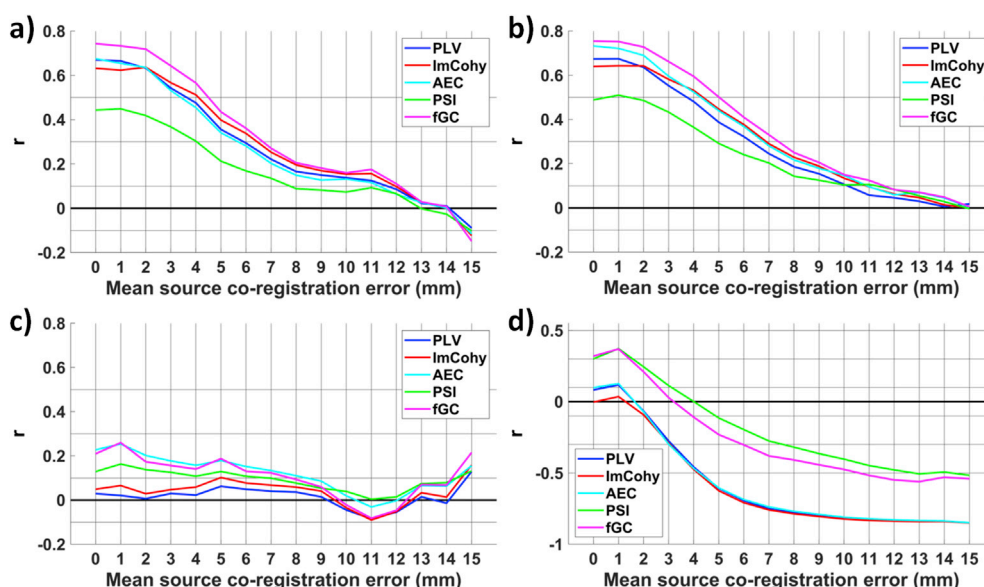 a)
0.8
0.6
0.4
0.2
0
-0.2
r
PLV
ImCohy
AEC
PSI
fGC
0 1 2 3 4 5 6 7 8 9 10 11 12 13 14 15
Mean source co-registration error (mm)
b)
0.8
0.6
0.4
0.2
0
-0.2
r
PLV
ImCohy
AEC
PSI
fGC
0 1 2 3 4 5 6 7 8 9 10 11 12 13 14 15
Mean source co-registration error (mm)
c)
0.8
0.6
0.4
0.2
0
-0.2
r
PLV
ImCohy
AEC
PSI
fGC
0 1 2 3 4 5 6 7 8 9 10 11 12 13 14 15
Mean source co-registration error (mm)
d)
0.5
0
-0.5
-1
r
PLV
ImCohy
AEC
PSI
fGC
0 1 2 3 4 5 6 7 8 9 10 11 12 13 14 15
Mean source co-registration error (mm)